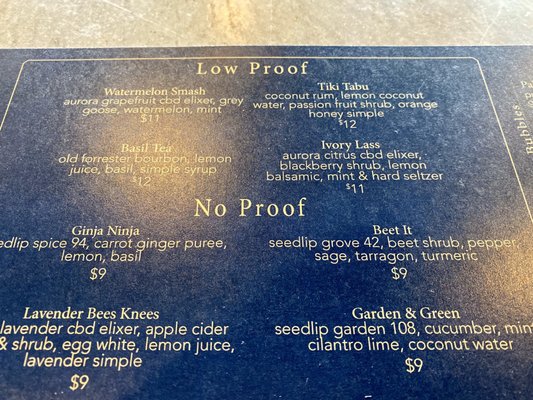 Low Proof
Watermelon Smash
aurora grapefruit cbd elixer, grey
goose, watermelon, mint
$11
Tiki Tabu
coconut rum, lemon coconut
water, passion fruit shrub, orange
honey simple
$12
Basil Tea
old forrester bourbon, lemon
juice, basil, simple syrup
$12
Ivory Lass
aurora citrus cbd elixer,
blackberry shrub, lemon
balsamic, mint & hard seltzer
$11
No Proof
Ginja Ninja
spice 94, carrot ginger puree,
lemon, basil
$9
Beet It
seedlip grove 42, beet shrub, pepper,
sage, tarragon, turmeric
$9
Lavender Bees Knees
lavender cbd elixer, apple cider
& shrub, egg white, lemon juice,
lavender simple
$9
Garden & Green
seedlip garden 108, cucumber,
cilantro lime, coconut water
$9
Bubbles